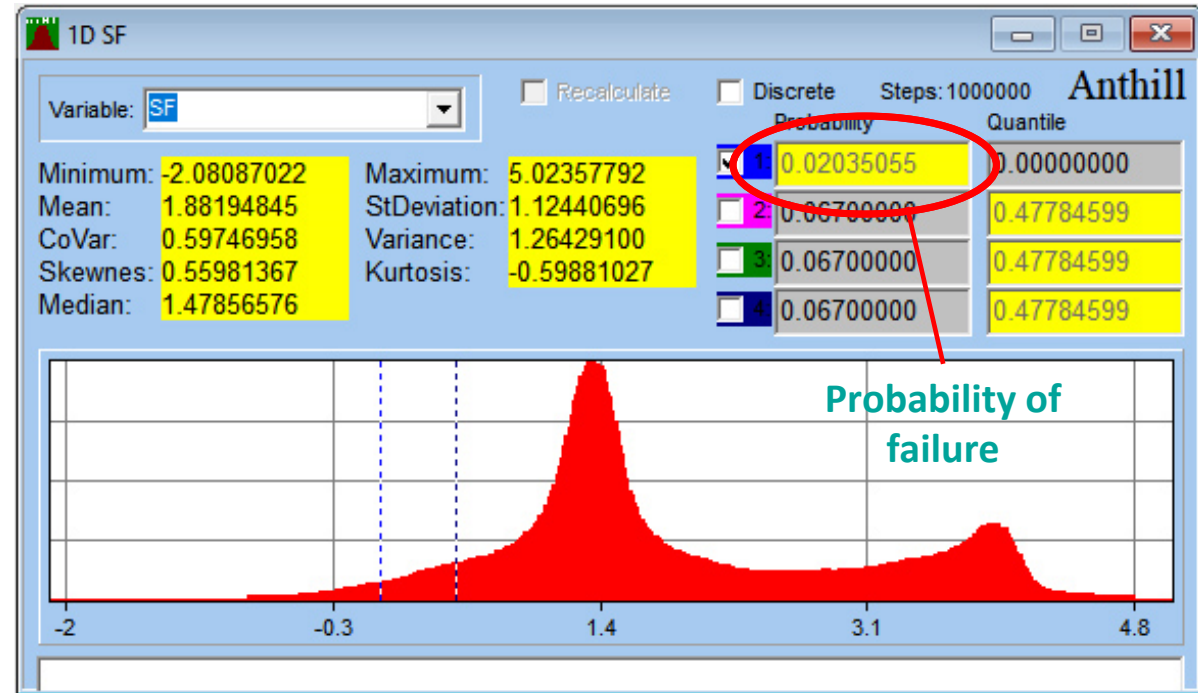 1D SF
Variable: SF
Recalculate
Discrete Steps:1000000 Anthill
Probability Quantile
Minimum: -2.08087022 Maximum: 5.02357792 1: 0.02035055 0.00000000
Mean: 1.88194845 StDeviation: 1.12440696 2: 0.06700000 0.47784599
CoVar: 0.59746958 Variance: 1.26429100 3: 0.06700000 0.47784599
Skewnes: 0.55981367 Kurtosis: -0.59881027 4: 0.06700000 0.47784599
Median: 1.47856576
Probability of
failure
-2 -0.3 1.4 3.1 4.8